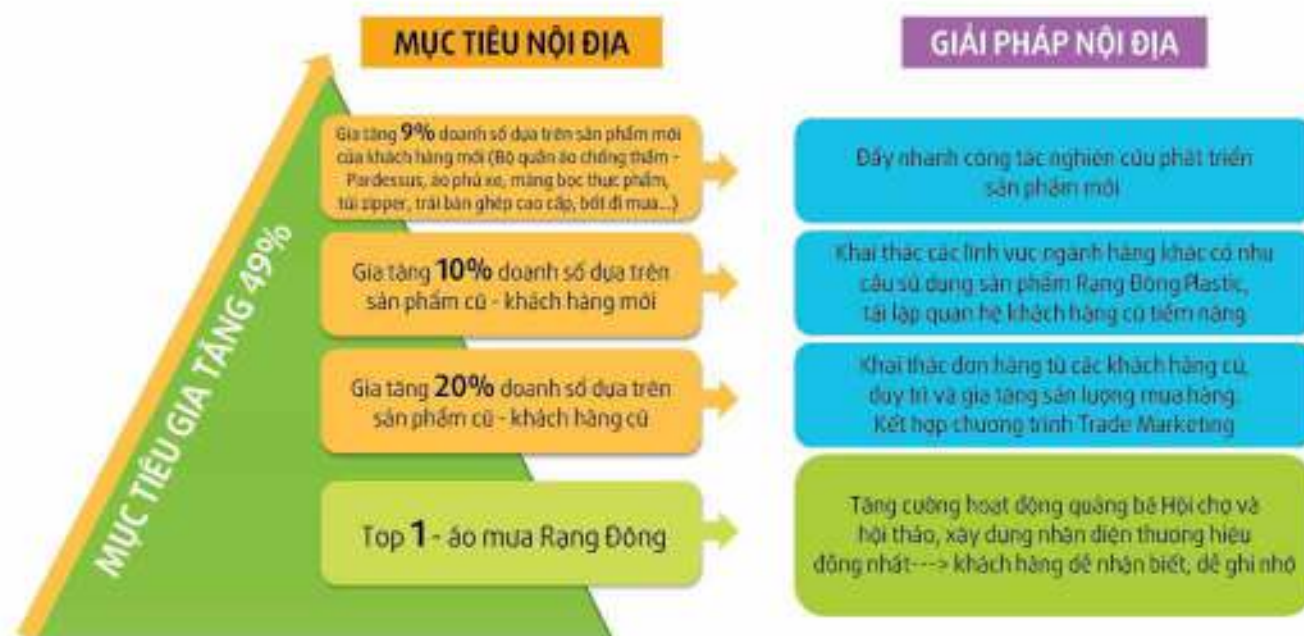 MỤC TIÊU NỘI ĐỊA
GIẢI PHÁP NỘI ĐỊA
MỤC TIÊU GIA TĂNG 49%
Gia tăng 9% doanh số dựa trên sản phẩm mới
của khách hàng mới (Bộ quần áo chống thấm -
Pardessus, áo phủ xe, màng bọc thực phẩm,
túi zipper, trải bàn ghép cao cấp, bốt đi mưa...)
Đẩy nhanh công tác nghiên cứu phát triển
sản phẩm mới
Gia tăng 10% doanh số dựa trên
sản phẩm cũ - khách hàng mới
Khai thác các lĩnh vực ngành hàng khác có nhu
cầu sử dụng sản phẩm Rạng Đông Plastic,
tái lập quan hệ khách hàng cũ tiềm năng
Gia tăng 20% doanh số dựa trên
sản phẩm cũ - khách hàng cũ
Khai thác đơn hàng từ các khách hàng cũ,
duy trì và gia tăng sản lượng mua hàng
Kết hợp chương trình Trade Marketing
Top 1 - áo mưa Rạng Đông
Tăng cường hoạt động quảng bá Hội chợ và
hội thảo, xây dựng nhận diện thương hiệu
đồng nhất---> khách hàng dễ nhận biết, dễ ghi nhớ